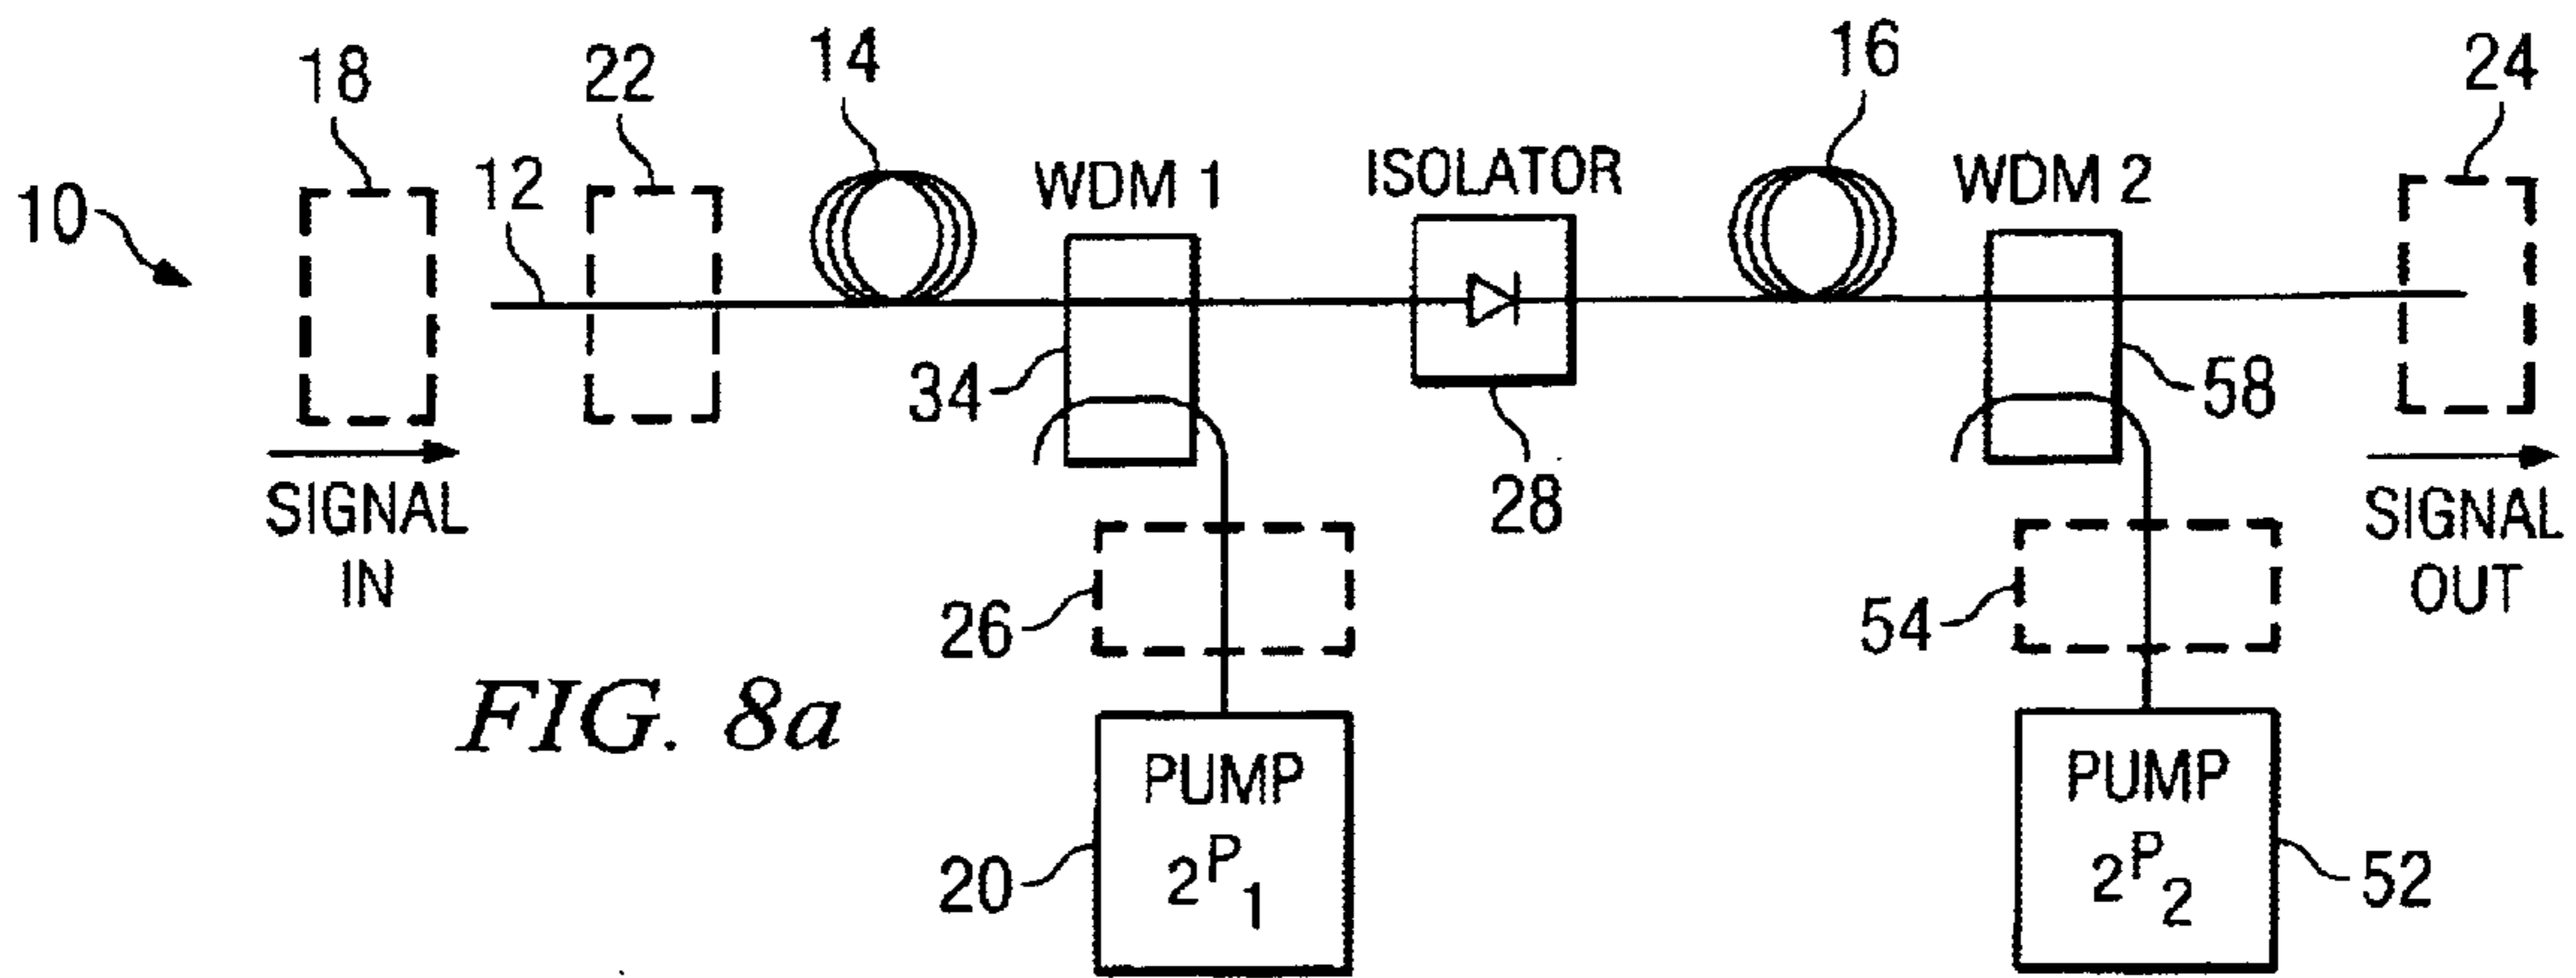 18
22
14
16
24
10
12
WDM 1
ISOLATOR
WDM 2
34
28
58
SIGNAL
IN
SIGNAL
OUT
26
54
FIG. 8a
20
PUMP
2P1
PUMP
2P2
52